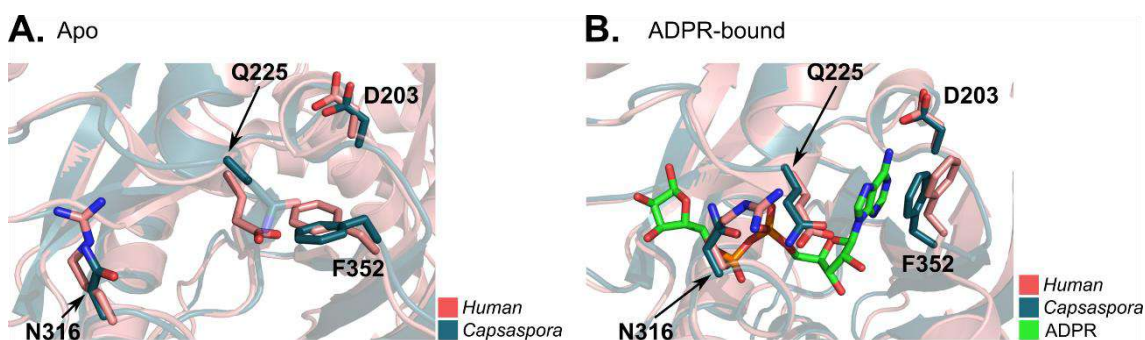 A. Apo
Q225
D203
F352
N316
Human
Capsaspora
B. ADPR-bound
Q225
D203
F352
N316
Human
Capsaspora
ADPR